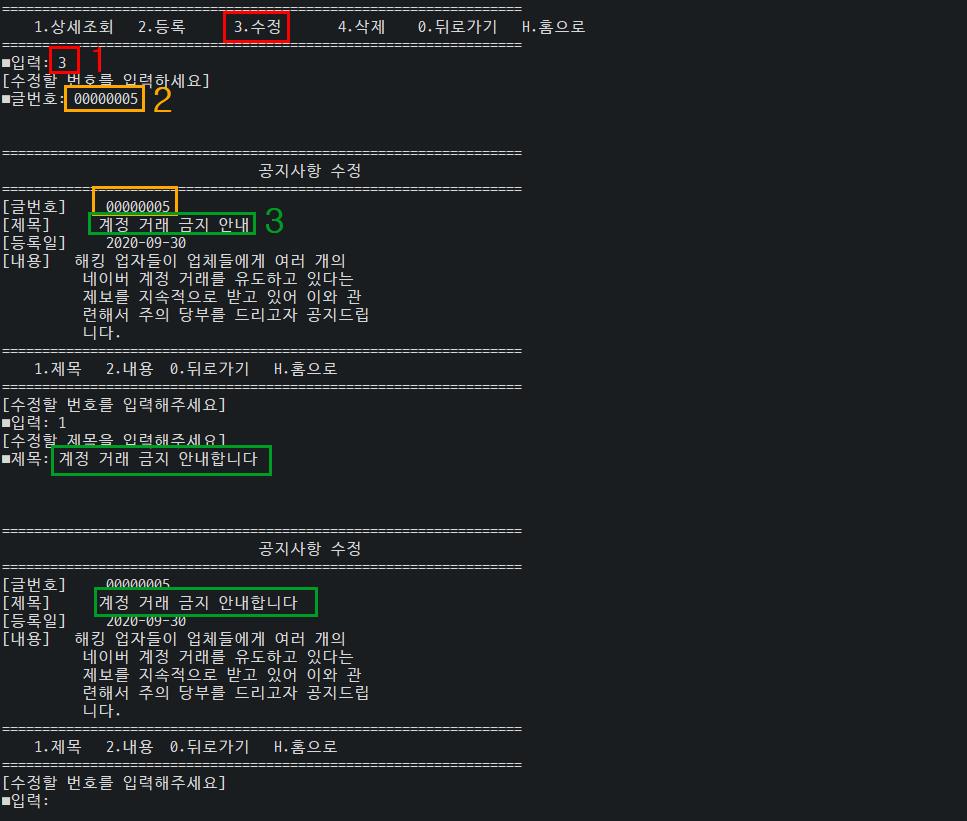 ==================================================================
1.상세조회 2.등록 3.수정 4.삭제 0.뒤로가기 H.홈으로
==================================================================
■입력: 3 1
[수정할 번호를 입력하세요]
■글번호: 00000005 2
==================================================================
공지사항 수정
==================================================================
[글번호] 00000005
[제목] 계정 거래 금지 안내 3
[등록일] 2020-09-30
[내용] 해킹 업자들이 업체들에게 여러 개의
네이버 계정 거래를 유도하고 있다는
제보를 지속적으로 받고 있어 이와 관
련해서 주의 당부를 드리고자 공지드립
니다.
==================================================================
1.제목 2.내용 0.뒤로가기 H.홈으로
==================================================================
[수정할 번호를 입력해주세요]
■입력: 1
[수정할 제목을 입력해주세요]
■제목: 계정 거래 금지 안내합니다
==================================================================
공지사항 수정
==================================================================
[글번호] 00000005
[제목] 계정 거래 금지 안내합니다
[등록일] 2020-09-30
[내용] 해킹 업자들이 업체들에게 여러 개의
네이버 계정 거래를 유도하고 있다는
제보를 지속적으로 받고 있어 이와 관
련해서 주의 당부를 드리고자 공지드립
니다.
==================================================================
1.제목 2.내용 0.뒤로가기 H.홈으로
==================================================================
[수정할 번호를 입력해주세요]
■입력: